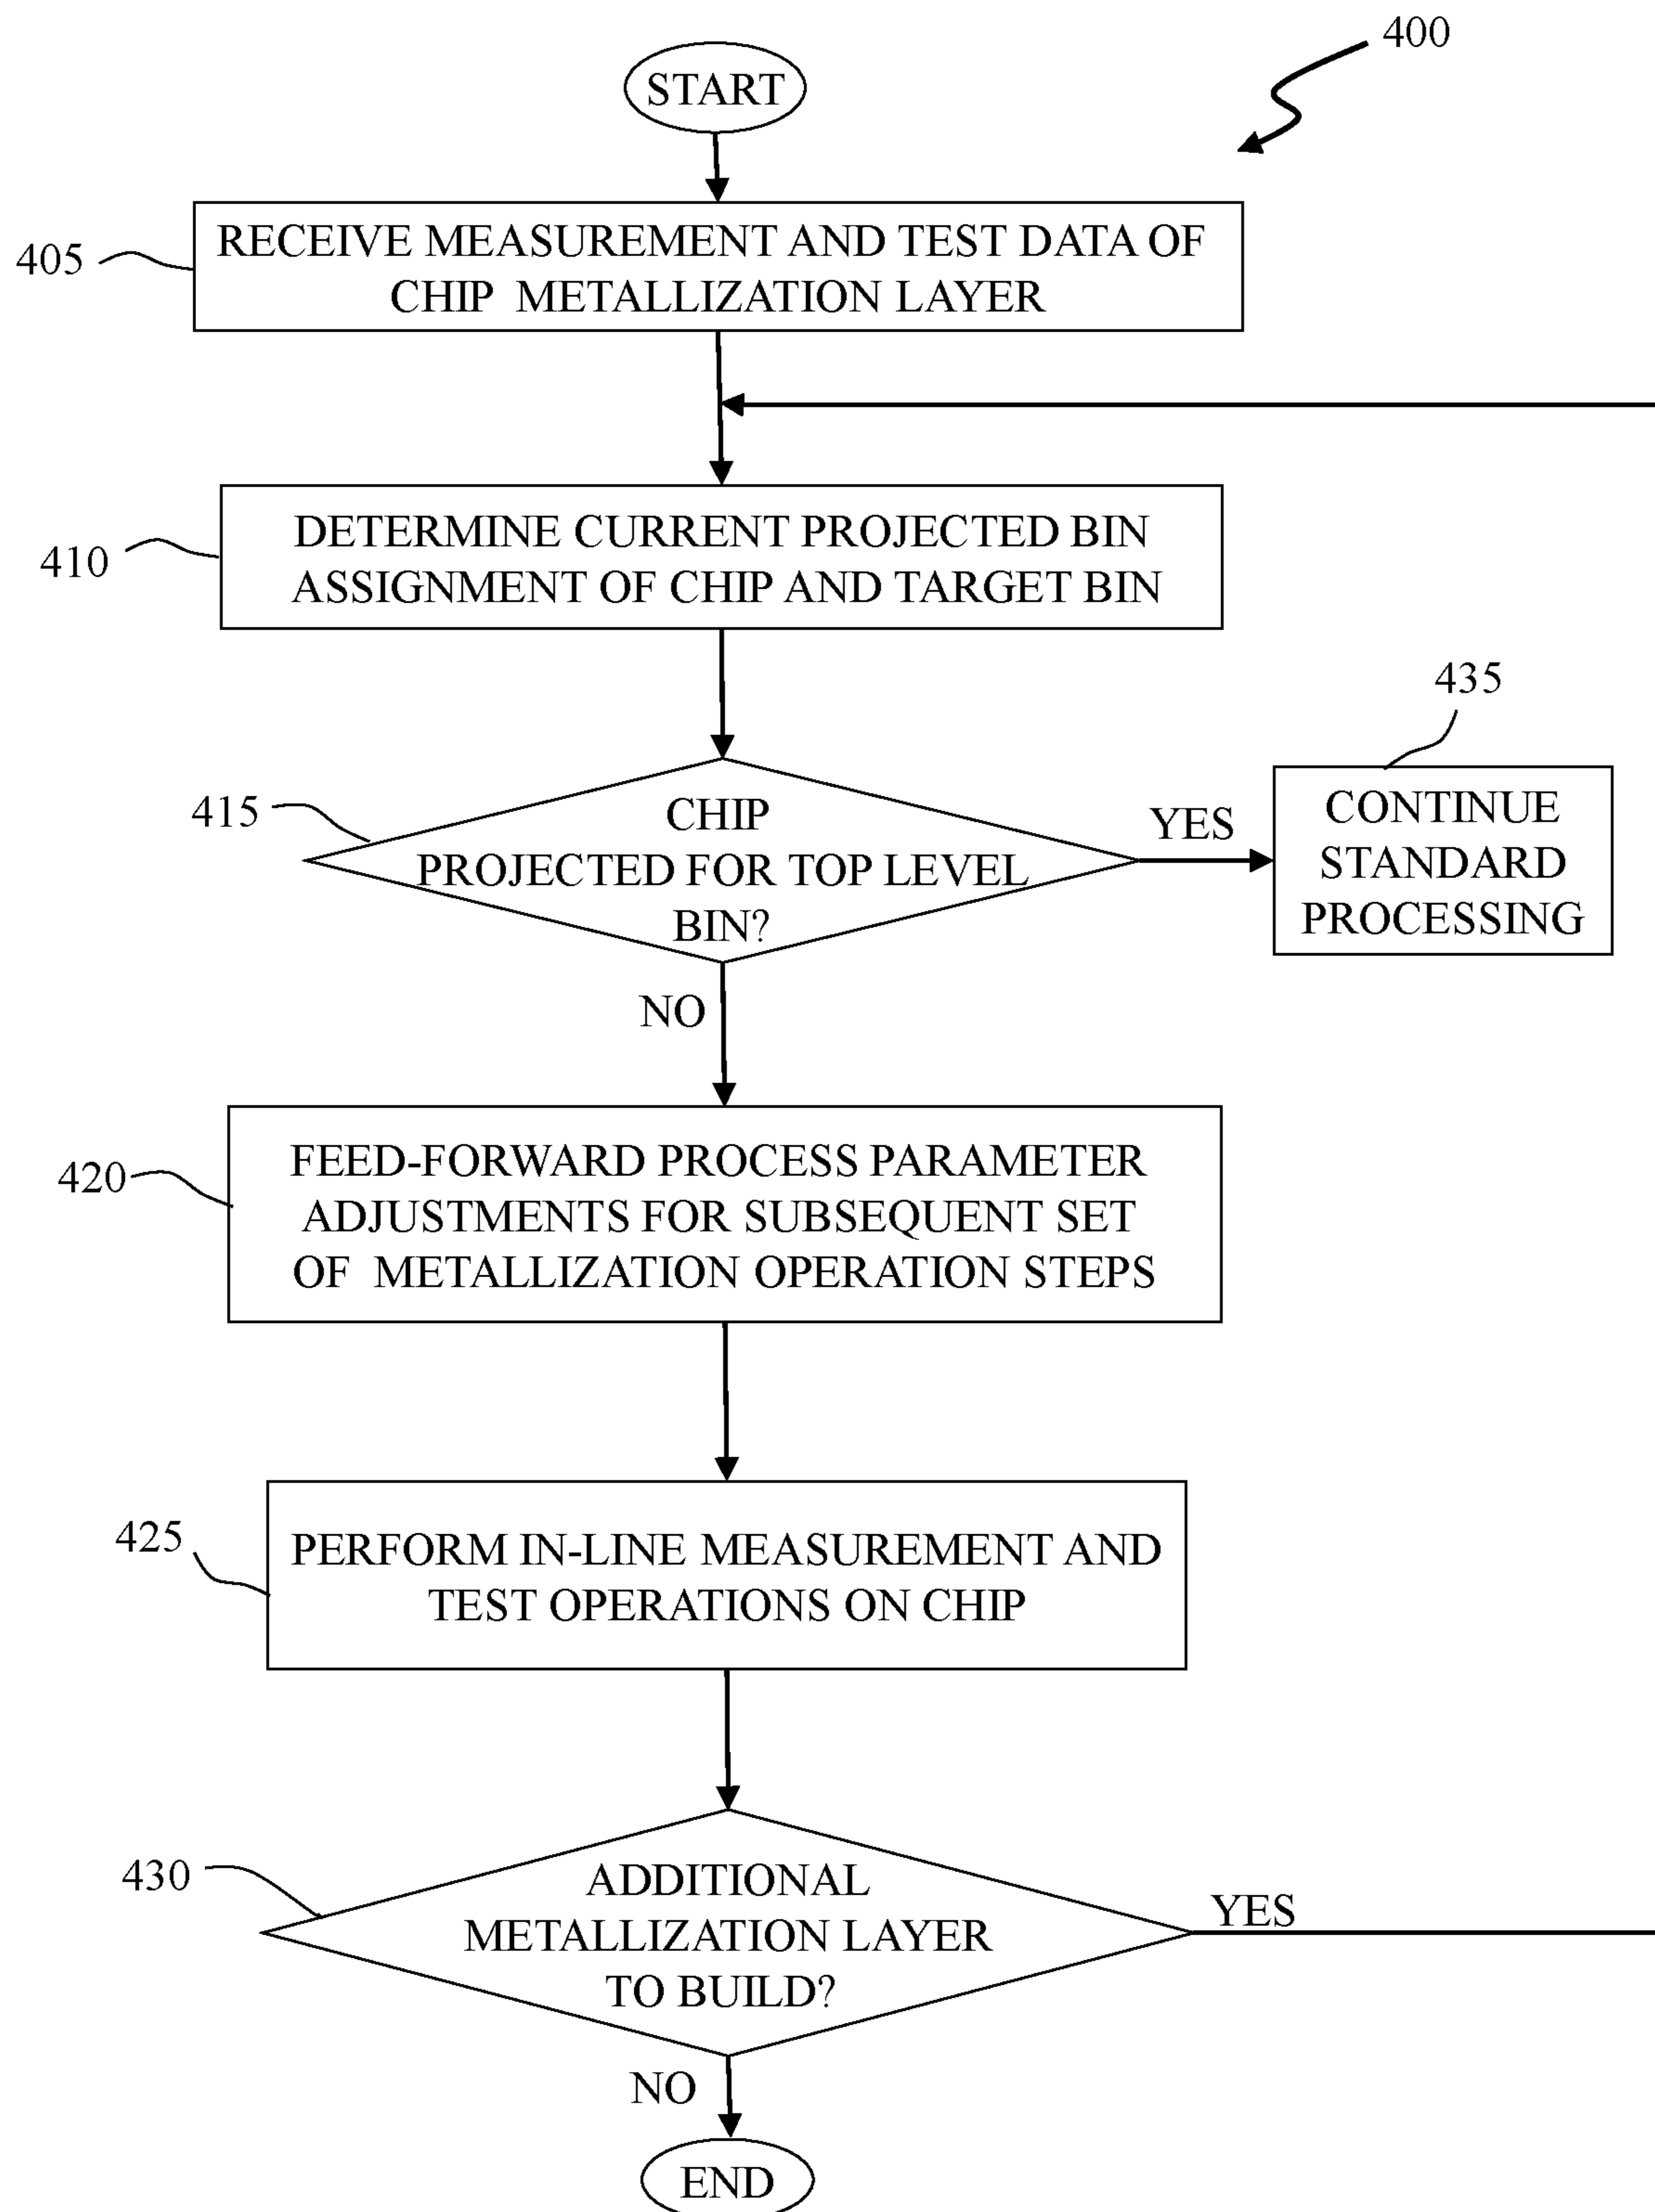 400
START
405
RECEIVE MEASUREMENT AND TEST DATA OF
CHIP METALLIZATION LAYER
410
DETERMINE CURRENT PROJECTED BIN
ASSIGNMENT OF CHIP AND TARGET BIN
415
CHIP
PROJECTED FOR TOP LEVEL
BIN?
YES
435
CONTINUE
STANDARD
PROCESSING
NO
420
FEED-FORWARD PROCESS PARAMETER
ADJUSTMENTS FOR SUBSEQUENT SET
OF METALLIZATION OPERATION STEPS
425
PERFORM IN-LINE MEASUREMENT AND
TEST OPERATIONS ON CHIP
430
ADDITIONAL
METALLIZATION LAYER
TO BUILD?
YES
NO
END